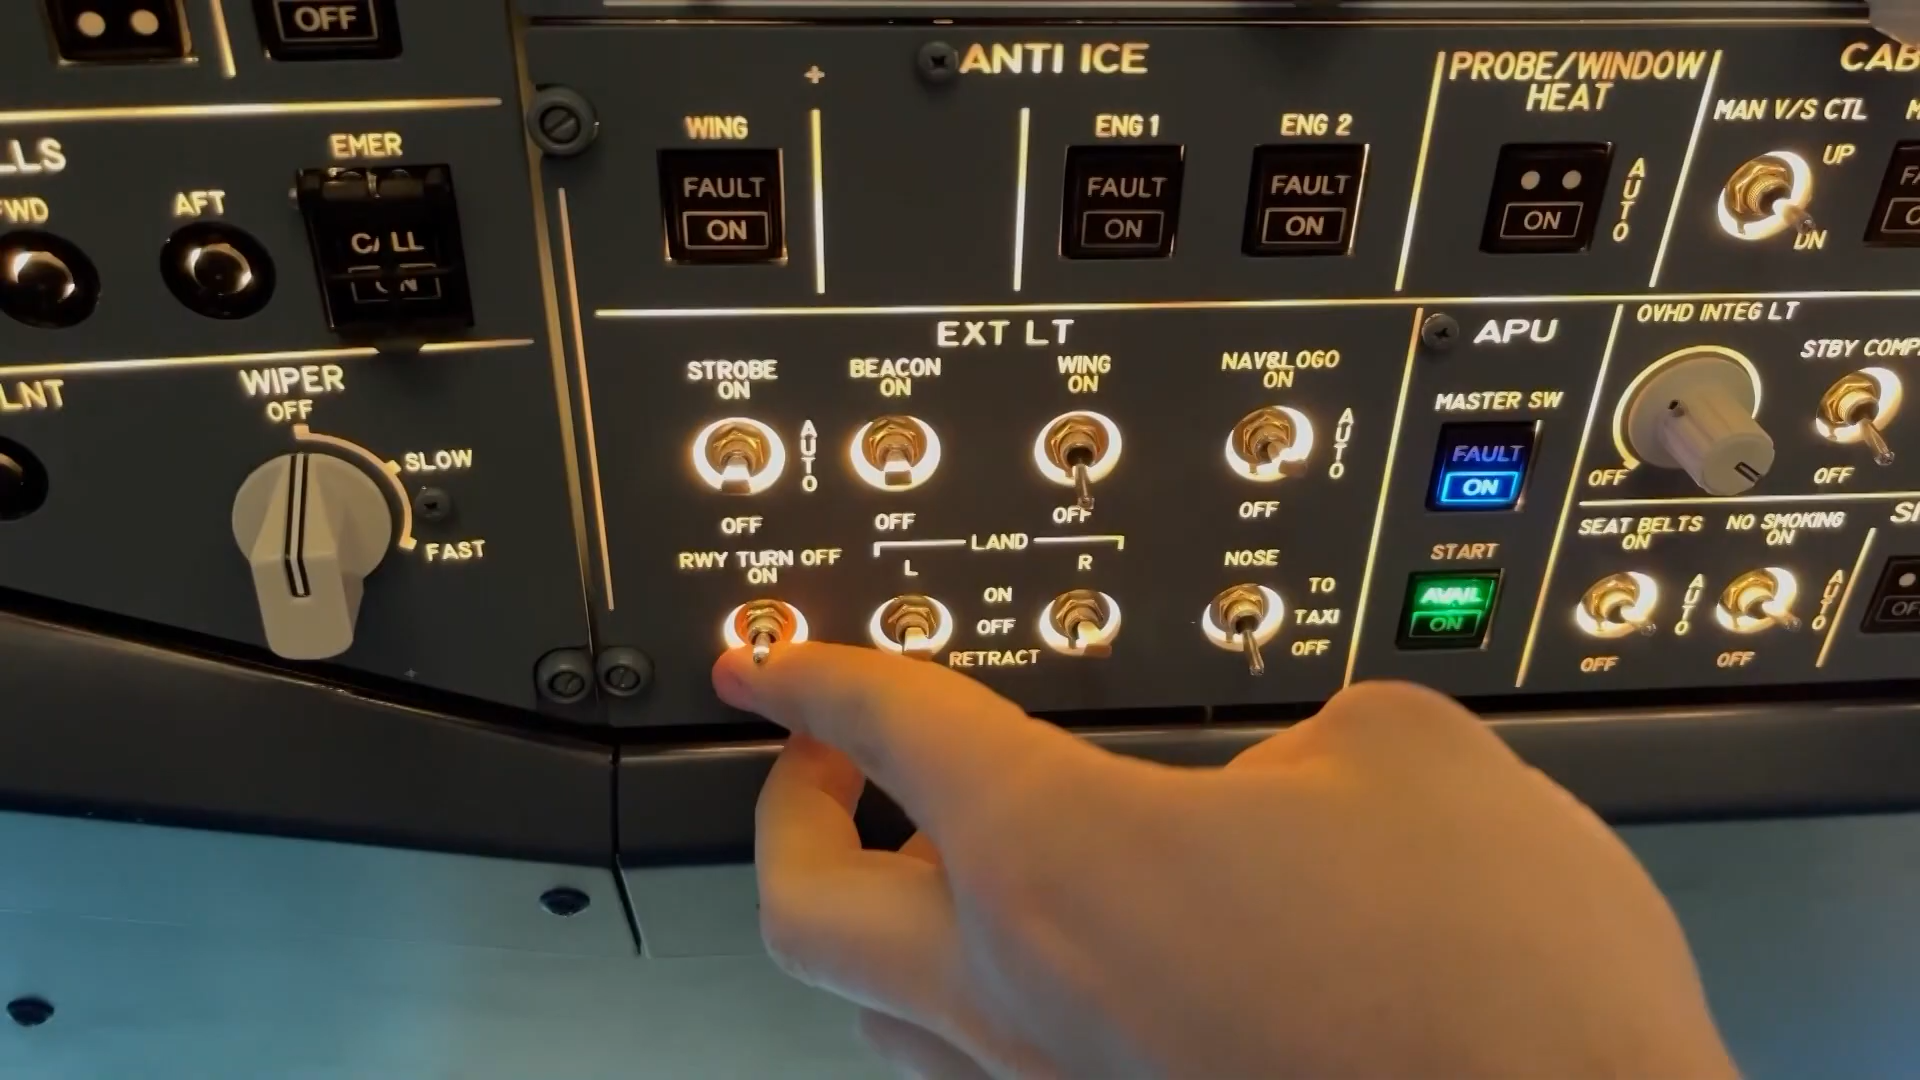 OFF
ANTI ICE
PROBE/WINDOW
HEAT
CAB
WING
ENG 1
ENG 2
MAN V/S CTL
M
EMER
LLS
FAULT
ON
FAULT
ON
FAULT
ON
ON
AUTO
UP
DN
FWD
AFT
CALL
ON
EXT LT
APU
OVHD INTEG LT
STBY COMP
OFF
OFF
STROBE
ON
AUTO
OFF
BEACON
ON
OFF
WING
ON
OFF
NAV&LOGO
ON
AUTO
OFF
MASTER SW
FAULT
ON
LNT
WIPER
OFF
SLOW
FAST
RWY TURN OFF
ON
LAND
L
R
ON
OFF
RETRACT
NOSE
TO
TAXI
OFF
START
AVAIL
ON
SEAT BELTS
ON
AUTO
OFF
NO SMOKING
ON
AUTO
OFF